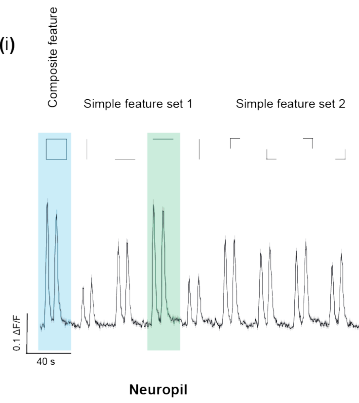 (i)
Composite feature
Simple feature set 1
Simple feature set 2
0.1 ΔF/F
40 s
Neuropil